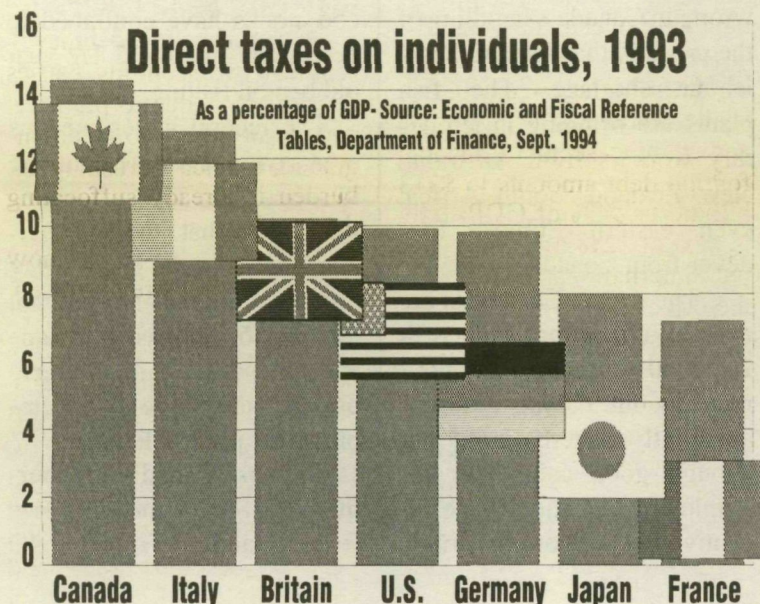 Direct taxes on individuals, 1993
As a percentage of GDP- Source: Economic and Fiscal Reference
Tables, Department of Finance, Sept. 1994
16
14
12
10
8
6
4
2
0
Canada Italy Britain U.S. Germany Japan France